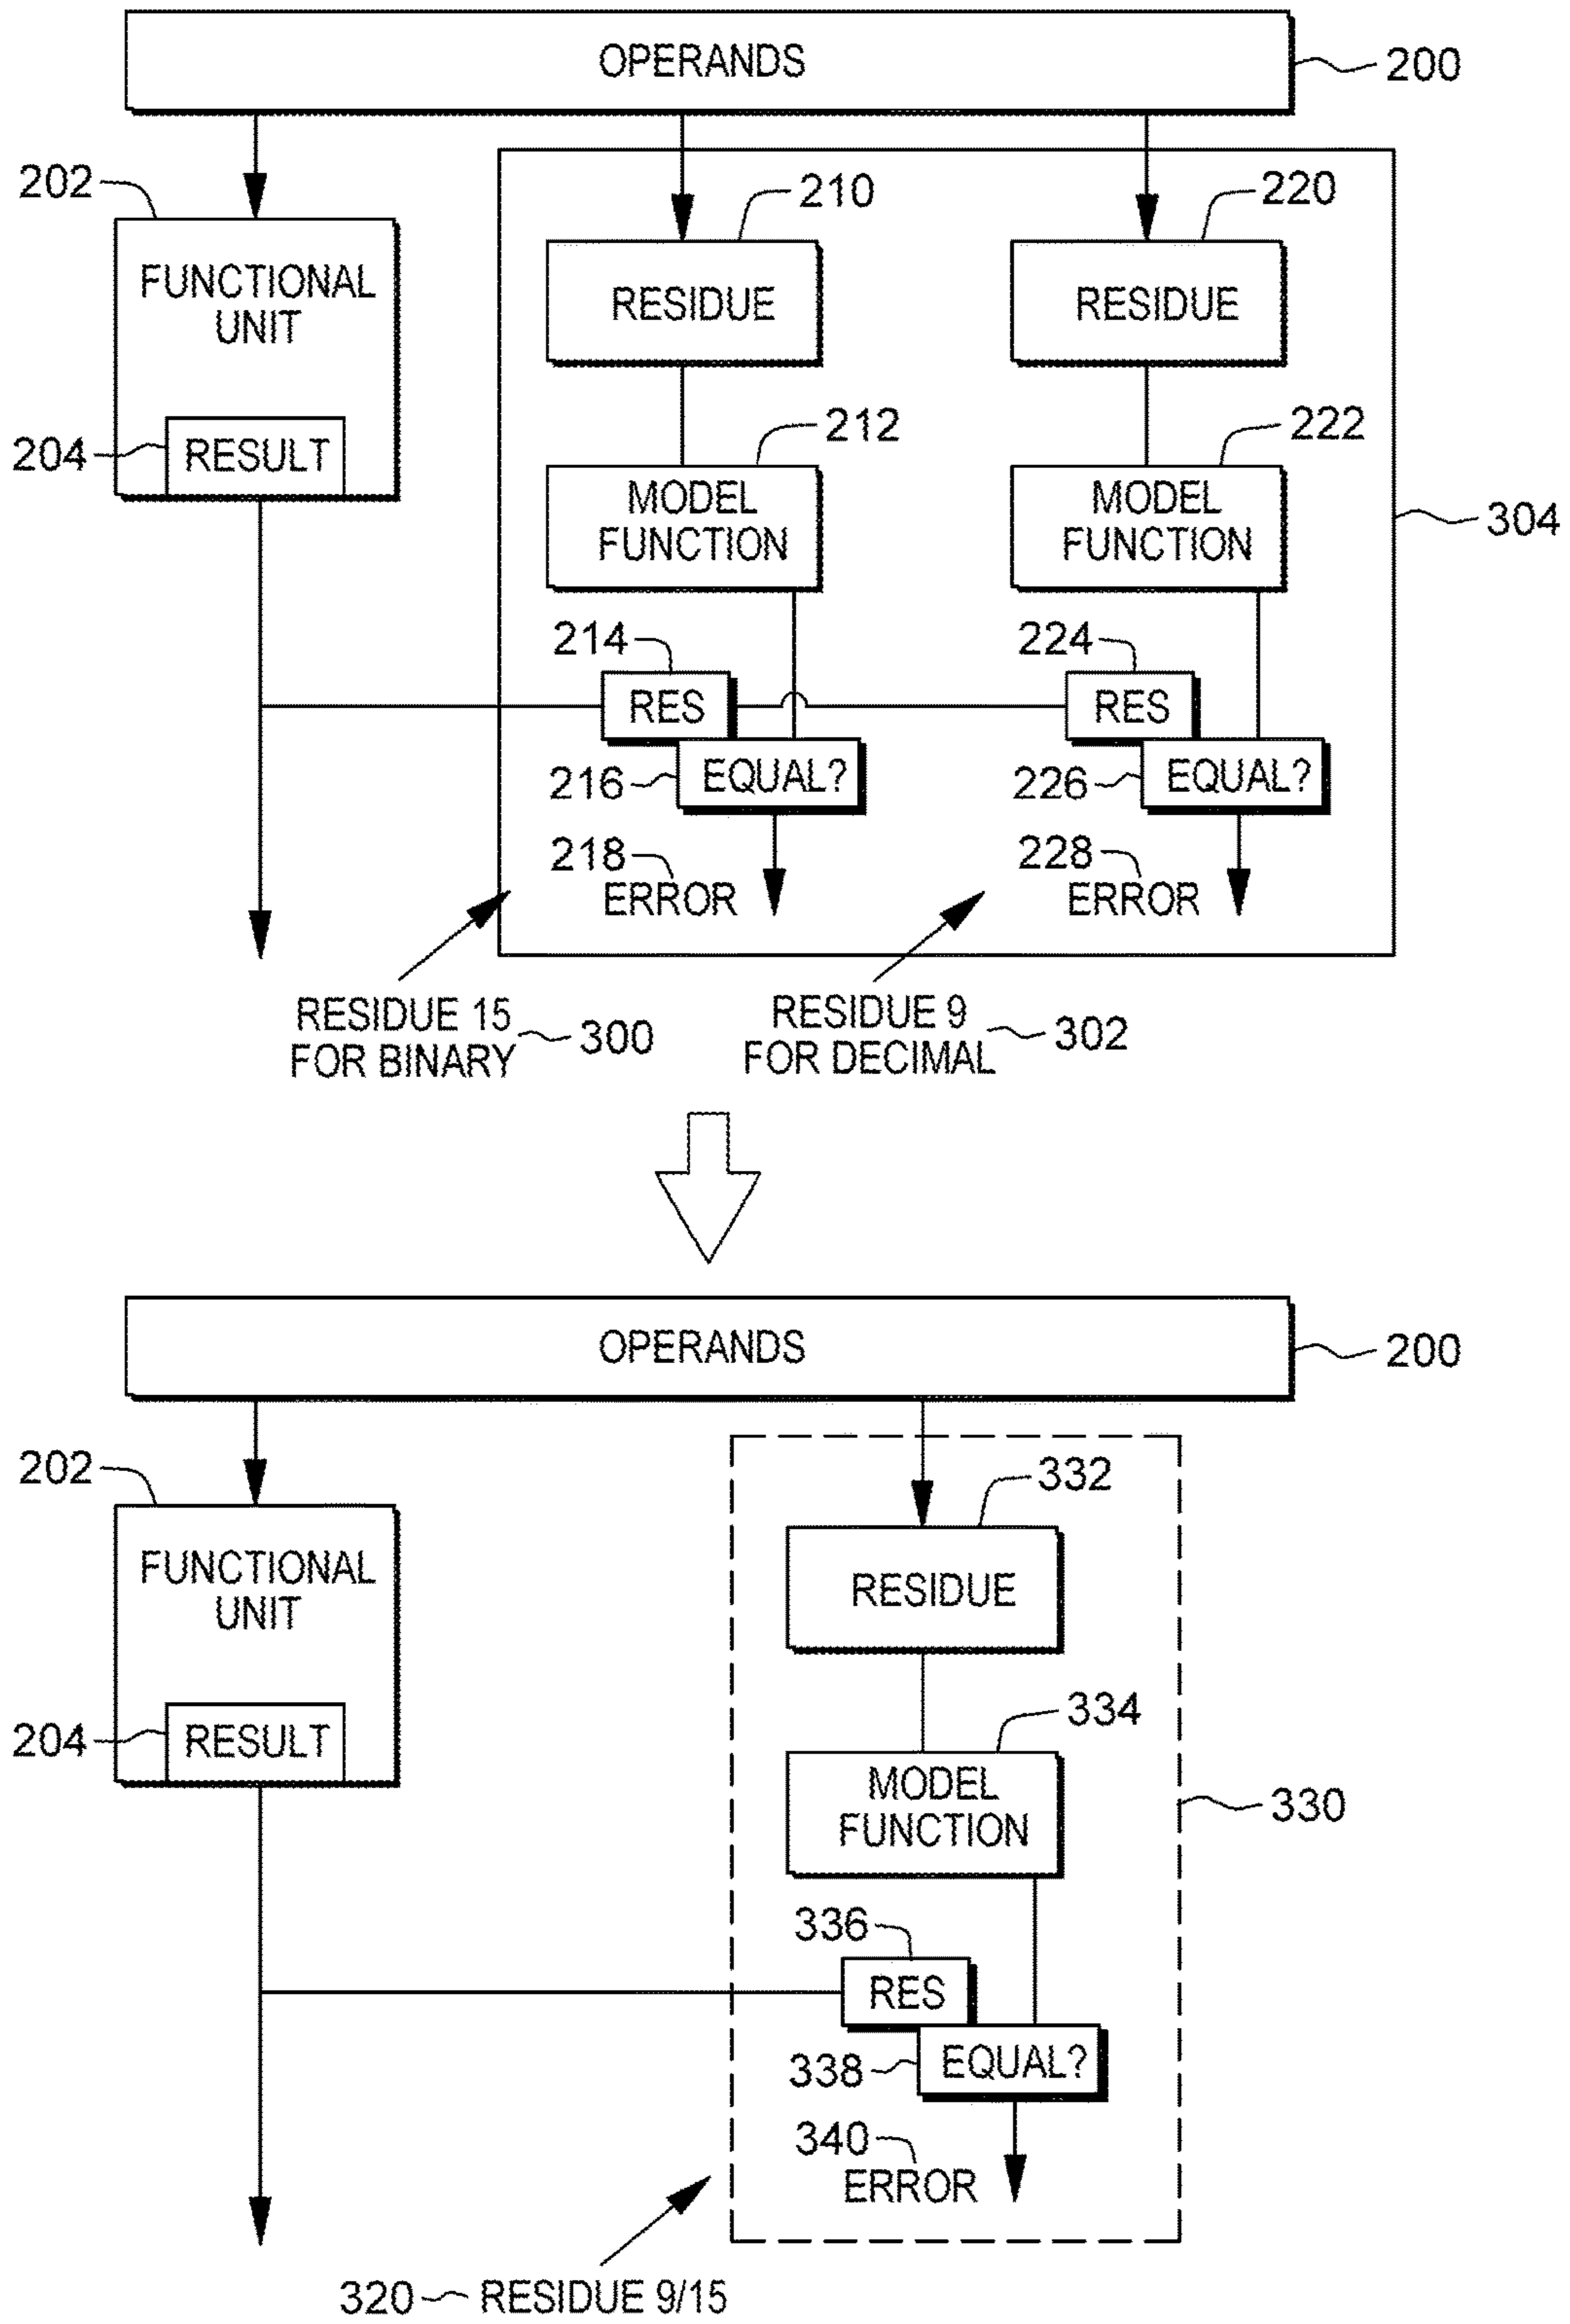 OPERANDS
200
202
210
220
FUNCTIONAL
UNIT
RESIDUE
RESIDUE
204
RESULT
212
222
MODEL
FUNCTION
MODEL
FUNCTION
304
214
224
RES
RES
216
EQUAL?
226
EQUAL?
218
ERROR
228
ERROR
RESIDUE 15
FOR BINARY
300
RESIDUE 9
FOR DECIMAL
302
OPERANDS
200
202
332
FUNCTIONAL
UNIT
RESIDUE
204
RESULT
334
MODEL
FUNCTION
330
336
RES
338
EQUAL?
340
ERROR
320
RESIDUE 9/15